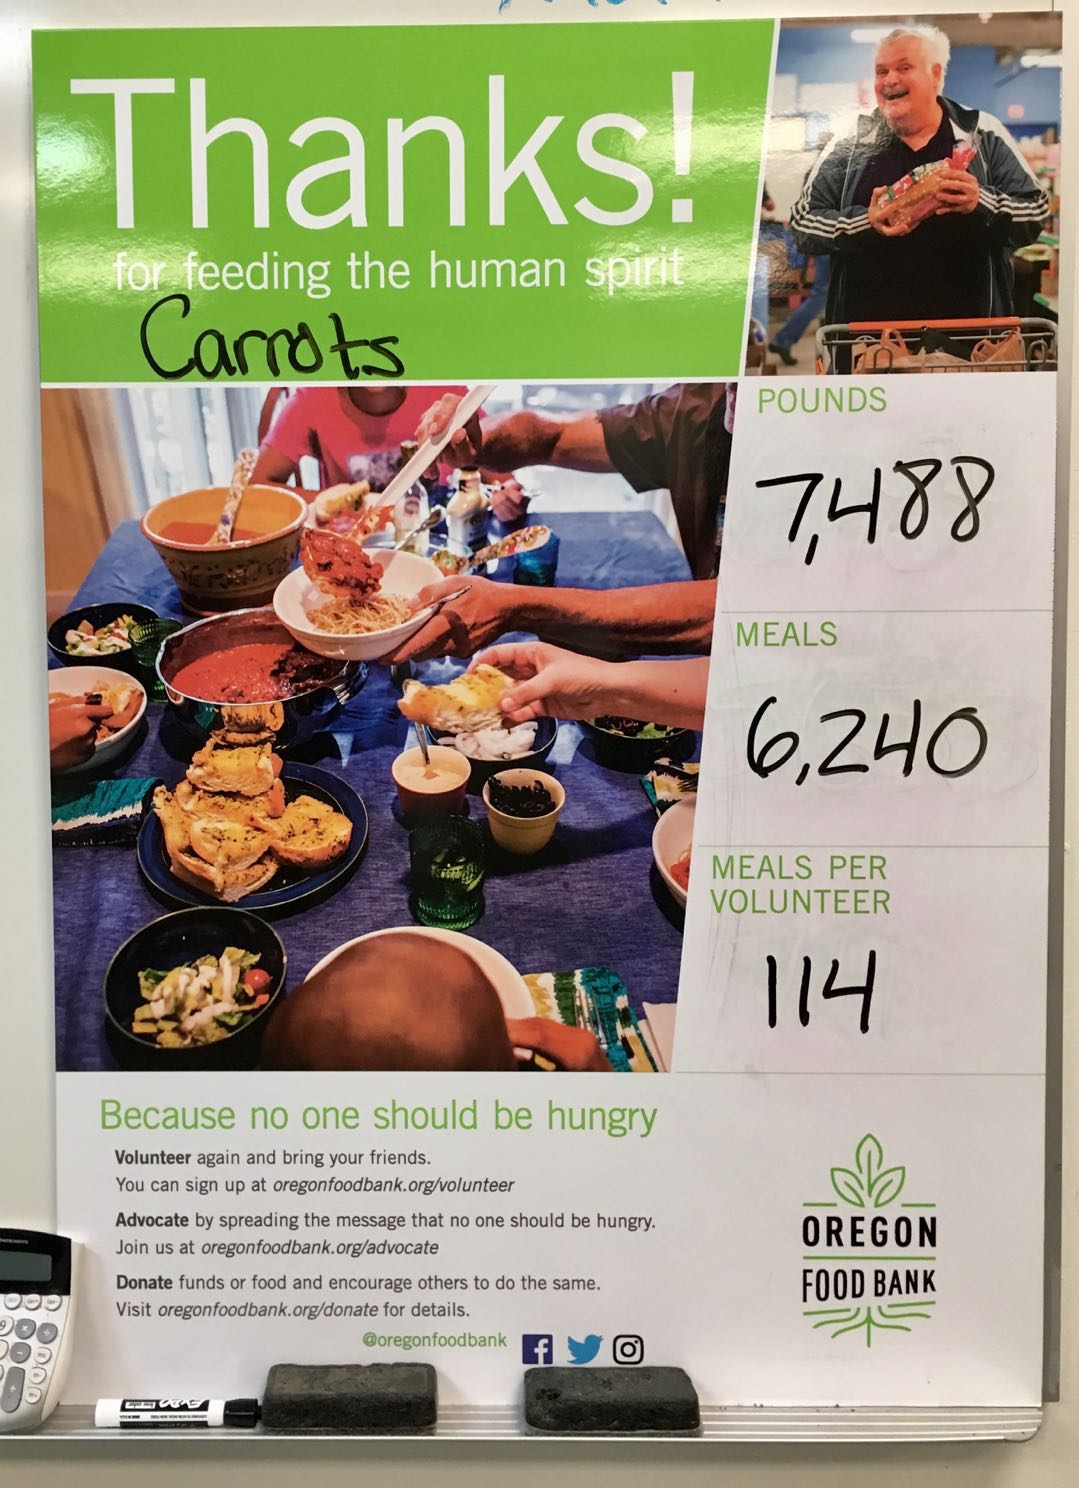 Thanks!
for feeding the human spirit
Carrots
POUNDS
7,488
MEALS
6,240
MEALS PER
VOLUNTEER
114
Because no one should be hungry
Volunteer again and bring your friends.
You can sign up at oregonfoodbank.org/volunteer
Advocate by spreading the message that no one should be hungry.
Join us at oregonfoodbank.org/advocate
Donate funds or food and encourage others to do the same.
Visit oregonfoodbank.org/donate for details.
@oregonfoodbank
OREGON
FOOD BANK
EXPO
low odor